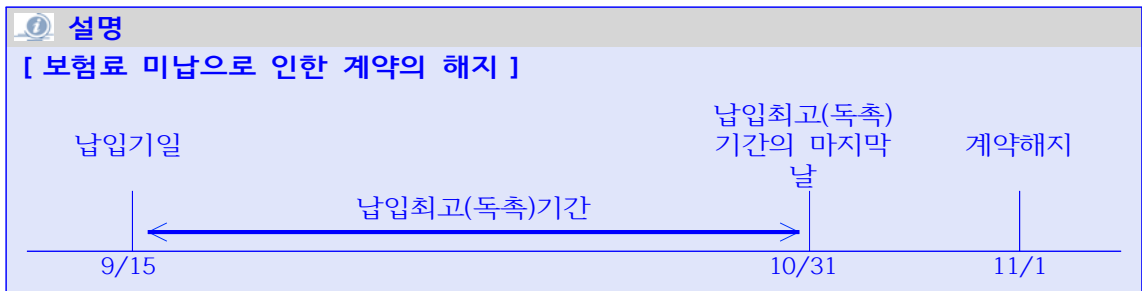 설명
[ 보험료 미납으로 인한 계약의 해지 ]
납입기일
납입최고(독촉)
기간의 마지막
날
계약해지
납입최고(독촉)기간
9/15
10/31
11/1